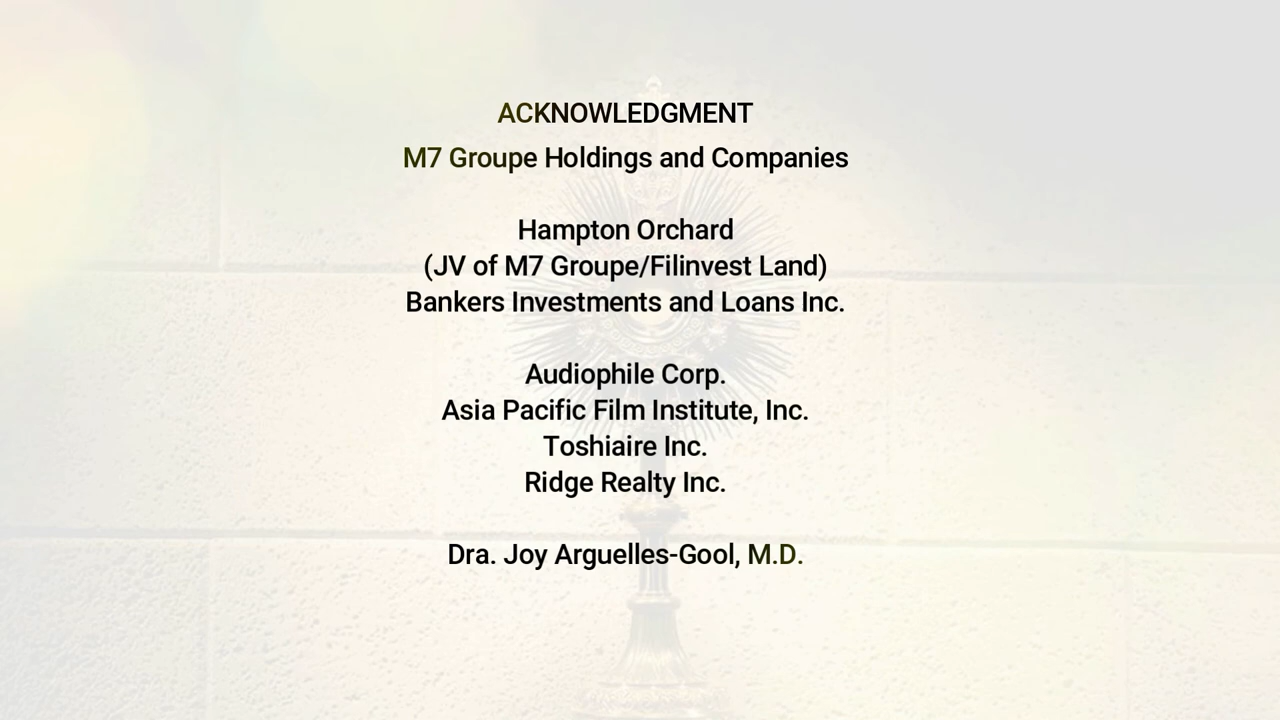 ACKNOWLEDGMENT
M7 Groupe Holdings and Companies
Hampton Orchard
(JV of M7 Groupe/Filinvest Land)
Bankers Investments and Loans Inc.
Audiophile Corp.
Asia Pacific Film Institute, Inc.
Toshiaire Inc.
Ridge Realty Inc.
Dra. Joy Arguelles-Gool, M.D.